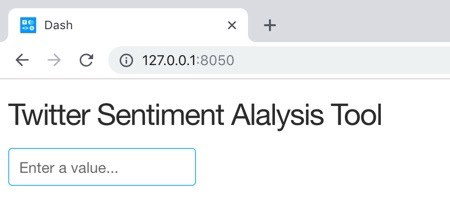 Dash
127.0.0.1:8050
Twitter Sentiment Alalysis Tool
Enter a value...